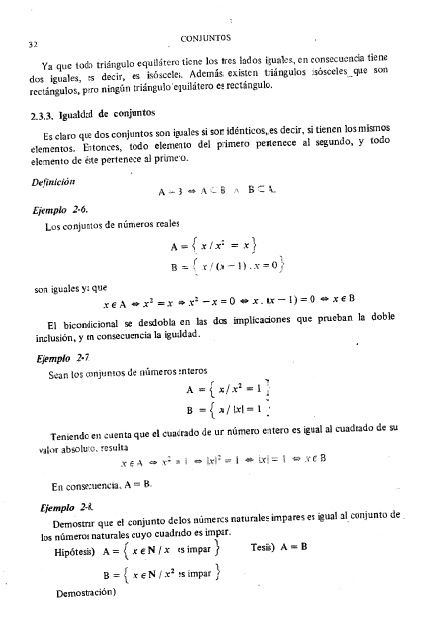 32
CONJUNTOS
Ya que todo triángulo equilátero tiene los tres lados iguales, en consecuencia tiene
dos iguales, es decir, es isósceles. Además existen triángulos isósceles que son
rectángulos, pero ningún triángulo equilátero es rectángulo.
2.3.3. Igualdad de conjuntos
Es claro que dos conjuntos son iguales si son idénticos, es decir, si tienen los mismos
elementos. Entonces, todo elemento del primero pertenece al segundo, y todo
elemento de éste pertenece al primero.
Definición
A = B ⇔ A ⊂ B ∧ B ⊂ A
Ejemplo 2-6.
Los conjuntos de números reales
A = { x / x² = x }
B = { x / (x − 1) . x = 0 }
son iguales ya que
x ∈ A ⇔ x² = x ⇔ x² − x = 0 ⇔ x . (x − 1) = 0 ⇔ x ∈ B
El bicondicional se desdobla en las dos implicaciones que prueban la doble
inclusión, y en consecuencia la igualdad.
Ejemplo 2-7
Sean los conjuntos de números enteros
A = { x / x² = 1 }
B = { x / |x| = 1 }
Teniendo en cuenta que el cuadrado de un número entero es igual al cuadrado de su
valor absoluto, resulta
x ∈ A ⇔ x² = 1 ⇔ |x|² = 1 ⇔ |x| = 1 ⇔ x ∈ B
En consecuencia, A = B.
Ejemplo 2-8.
Demostrar que el conjunto de los números naturales impares es igual al conjunto de
los números naturales cuyo cuadrado es impar.
Hipótesis) A = { x ∈ N / x es impar } Tesis) A = B
B = { x ∈ N / x² es impar }
Demostración)